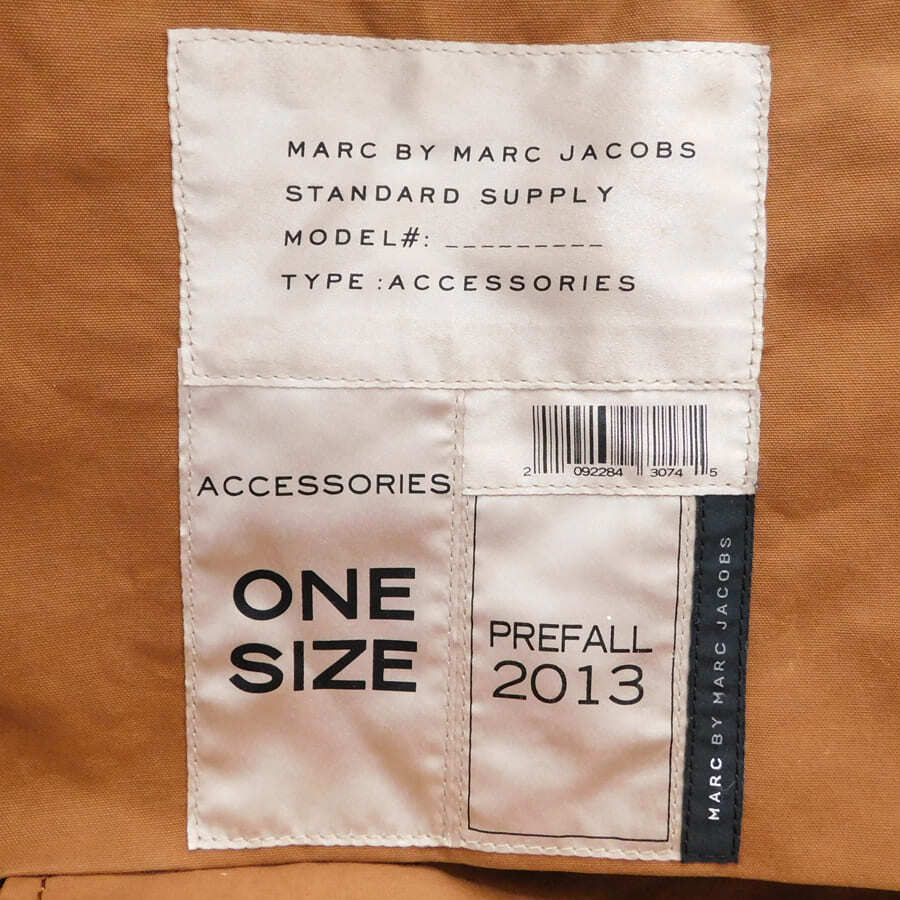 MARC BY MARC JACOBS
STANDARD SUPPLY
MODEL#: _________
TYPE :ACCESSORIES
ACCESSORIES
ONE
SIZE
2 092284 3074 5
PREFALL
2013
MARC BY MARC JACOBS